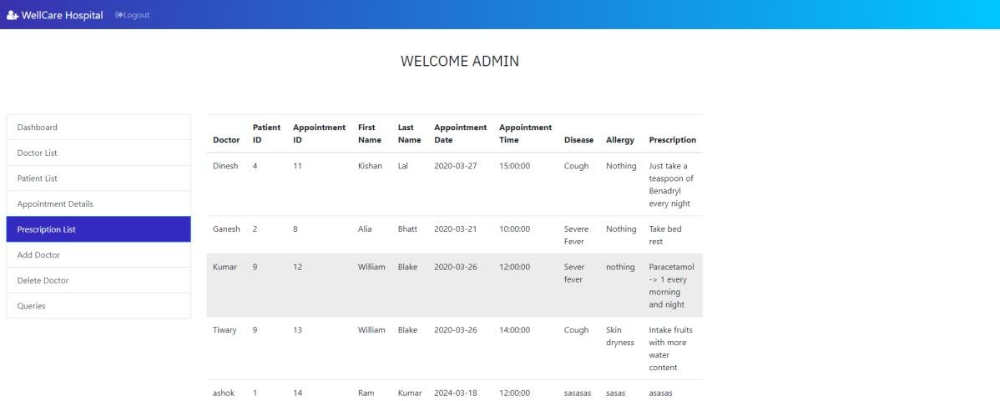 WellCare Hospital Logout
WELCOME ADMIN
Dashboard
Doctor List
Patient List
Appointment Details
Prescription List
Add Doctor
Delete Doctor
Queries
Doctor Patient ID Appointment ID First Name Last Name Appointment Date Appointment Time Disease Allergy Prescription
Dinesh 4 11 Kishan Lal 2020-03-27 15:00:00 Cough Nothing Just take a teaspoon of Benadryl every night
Ganesh 2 8 Alia Bhatt 2020-03-21 10:00:00 Severe Fever Nothing Take bed rest
Kumar 9 12 William Blake 2020-03-26 12:00:00 Sever fever nothing Paracetamol -> 1 every morning and night
Tiwary 9 13 William Blake 2020-03-26 14:00:00 Cough Skin dryness Intake fruits with more water content
ashok 1 14 Ram Kumar 2024-03-18 12:00:00 sasasas sasas asasas